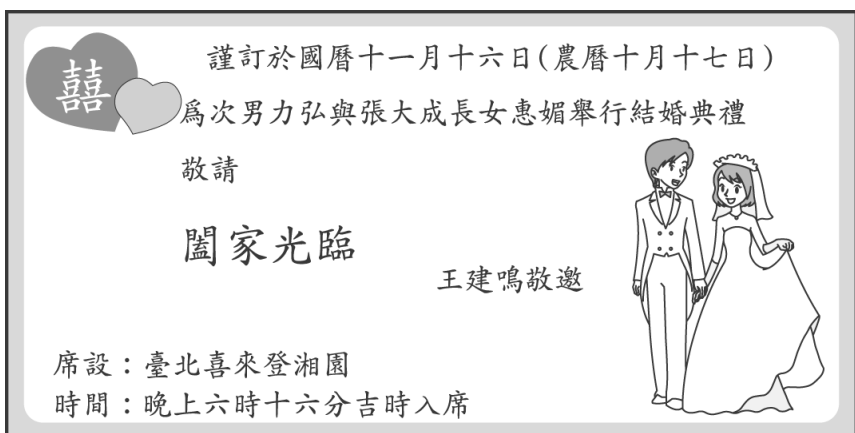 囍
謹訂於國曆十一月十六日(農曆十月十七日)
為次男力弘與張大成長女惠媚舉行結婚典禮
敬請
闔家光臨
王建鳴敬邀
席設：臺北喜來登湘園
時間：晚上六時十六分吉時入席